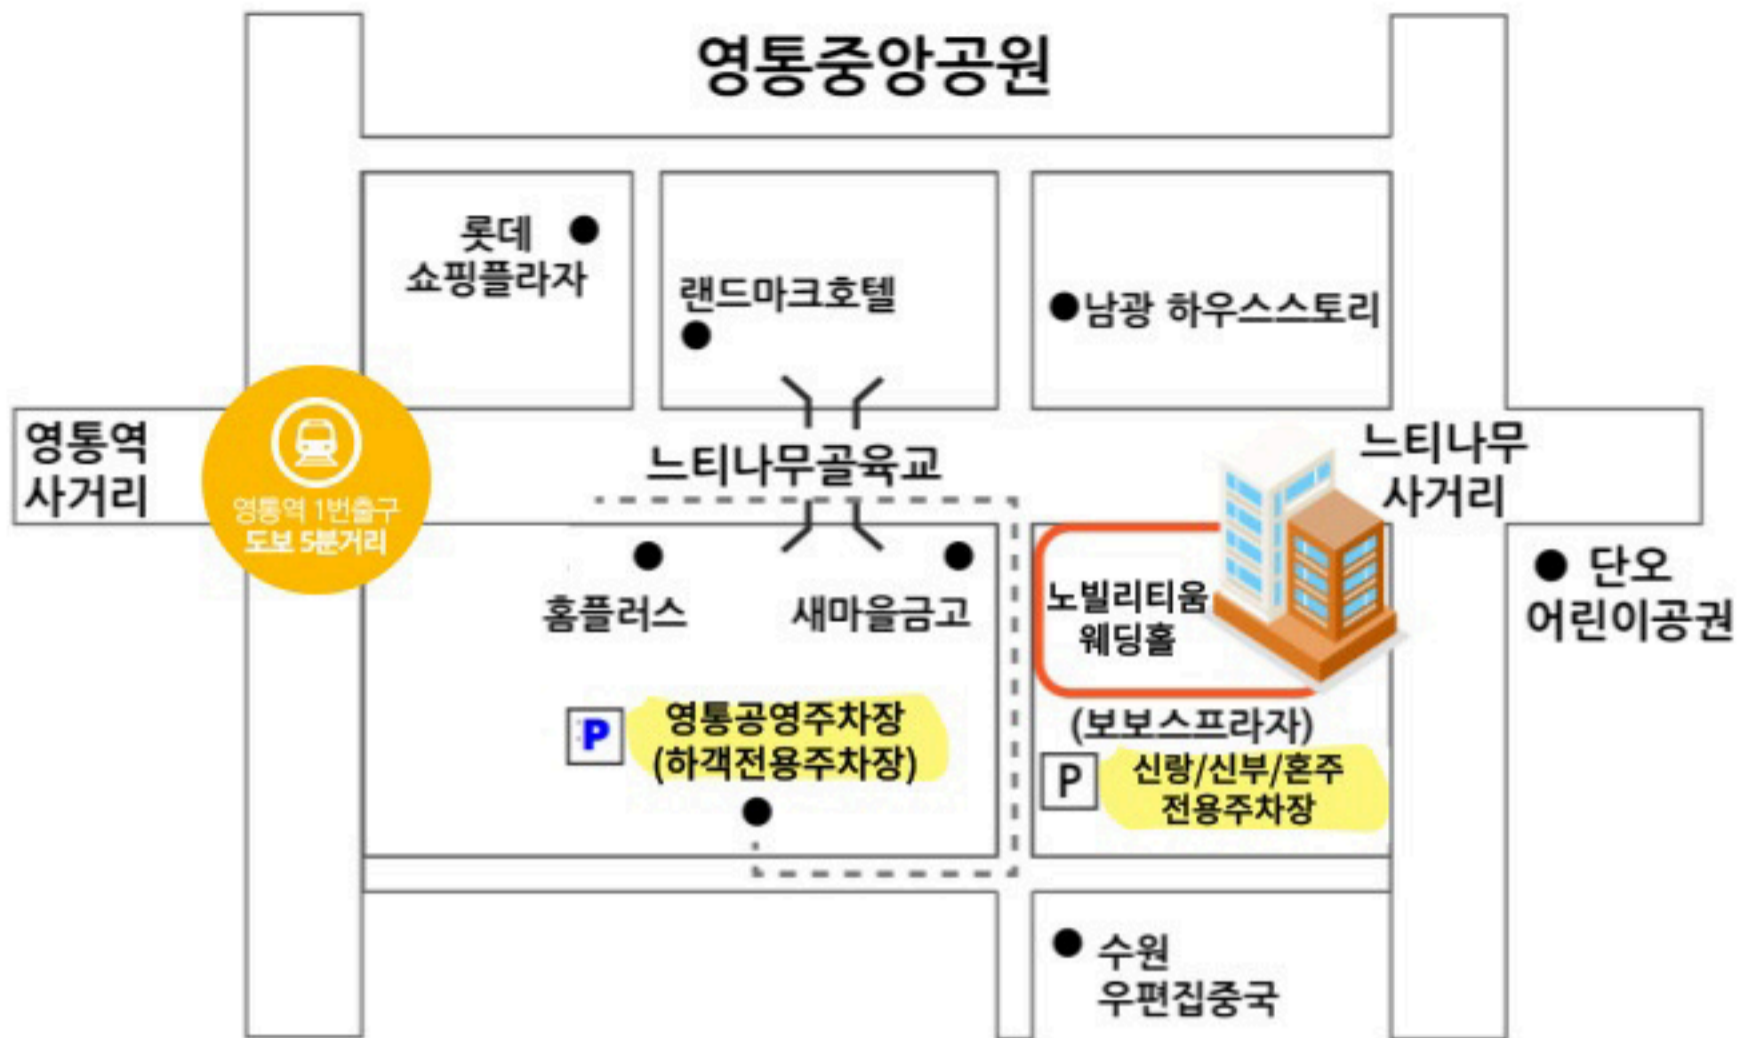 영통중앙공원
롯데
쇼핑플라자
랜드마크호텔
남광 하우스스토리
영통역
사거리
영통역 1번출구
도보 5분거리
느티나무골육교
느티나무
사거리
홈플러스
새마을금고
노빌리티움
웨딩홀
단오
어린이공권
P
영통공영주차장
(하객전용주차장)
(보보스프라자)
P
신랑/신부/혼주
전용주차장
수원
우편집중국